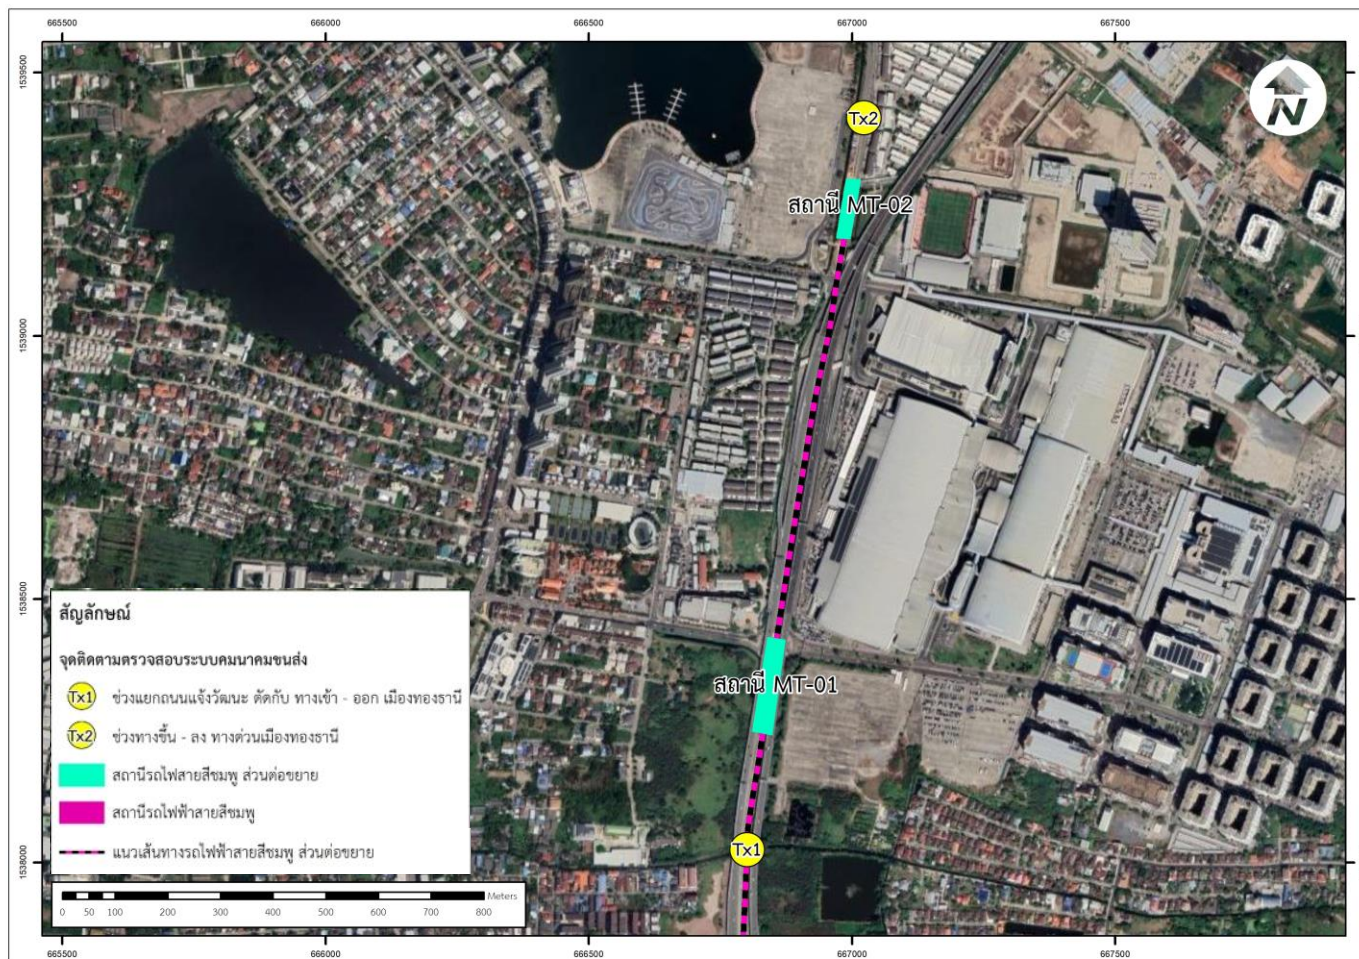 665500 666000 666500 667000 667500
1539500
1539000
1538500
1538000
N
Tx2
สถานี MT-02
สถานี MT-01
Tx1
สัญลักษณ์
จุดติดตามตรวจสอบระบบคมนาคมขนส่ง
Tx1 ช่วงแยกถนนแจ้งวัฒนะ ตัดกับ ทางเข้า - ออก เมืองทองธานี
Tx2 ช่วงทางขึ้น - ลง ทางด่วนเมืองทองธานี
สถานีรถไฟสายสีชมพู ส่วนต่อขยาย
สถานีรถไฟฟ้าสายสีชมพู
แนวเส้นทางรถไฟฟ้าสายสีชมพู ส่วนต่อขยาย
Meters
0 50 100 200 300 400 500 600 700 800
1539500
1539000
1538500
1538000
665500 666000 666500 667000 667500